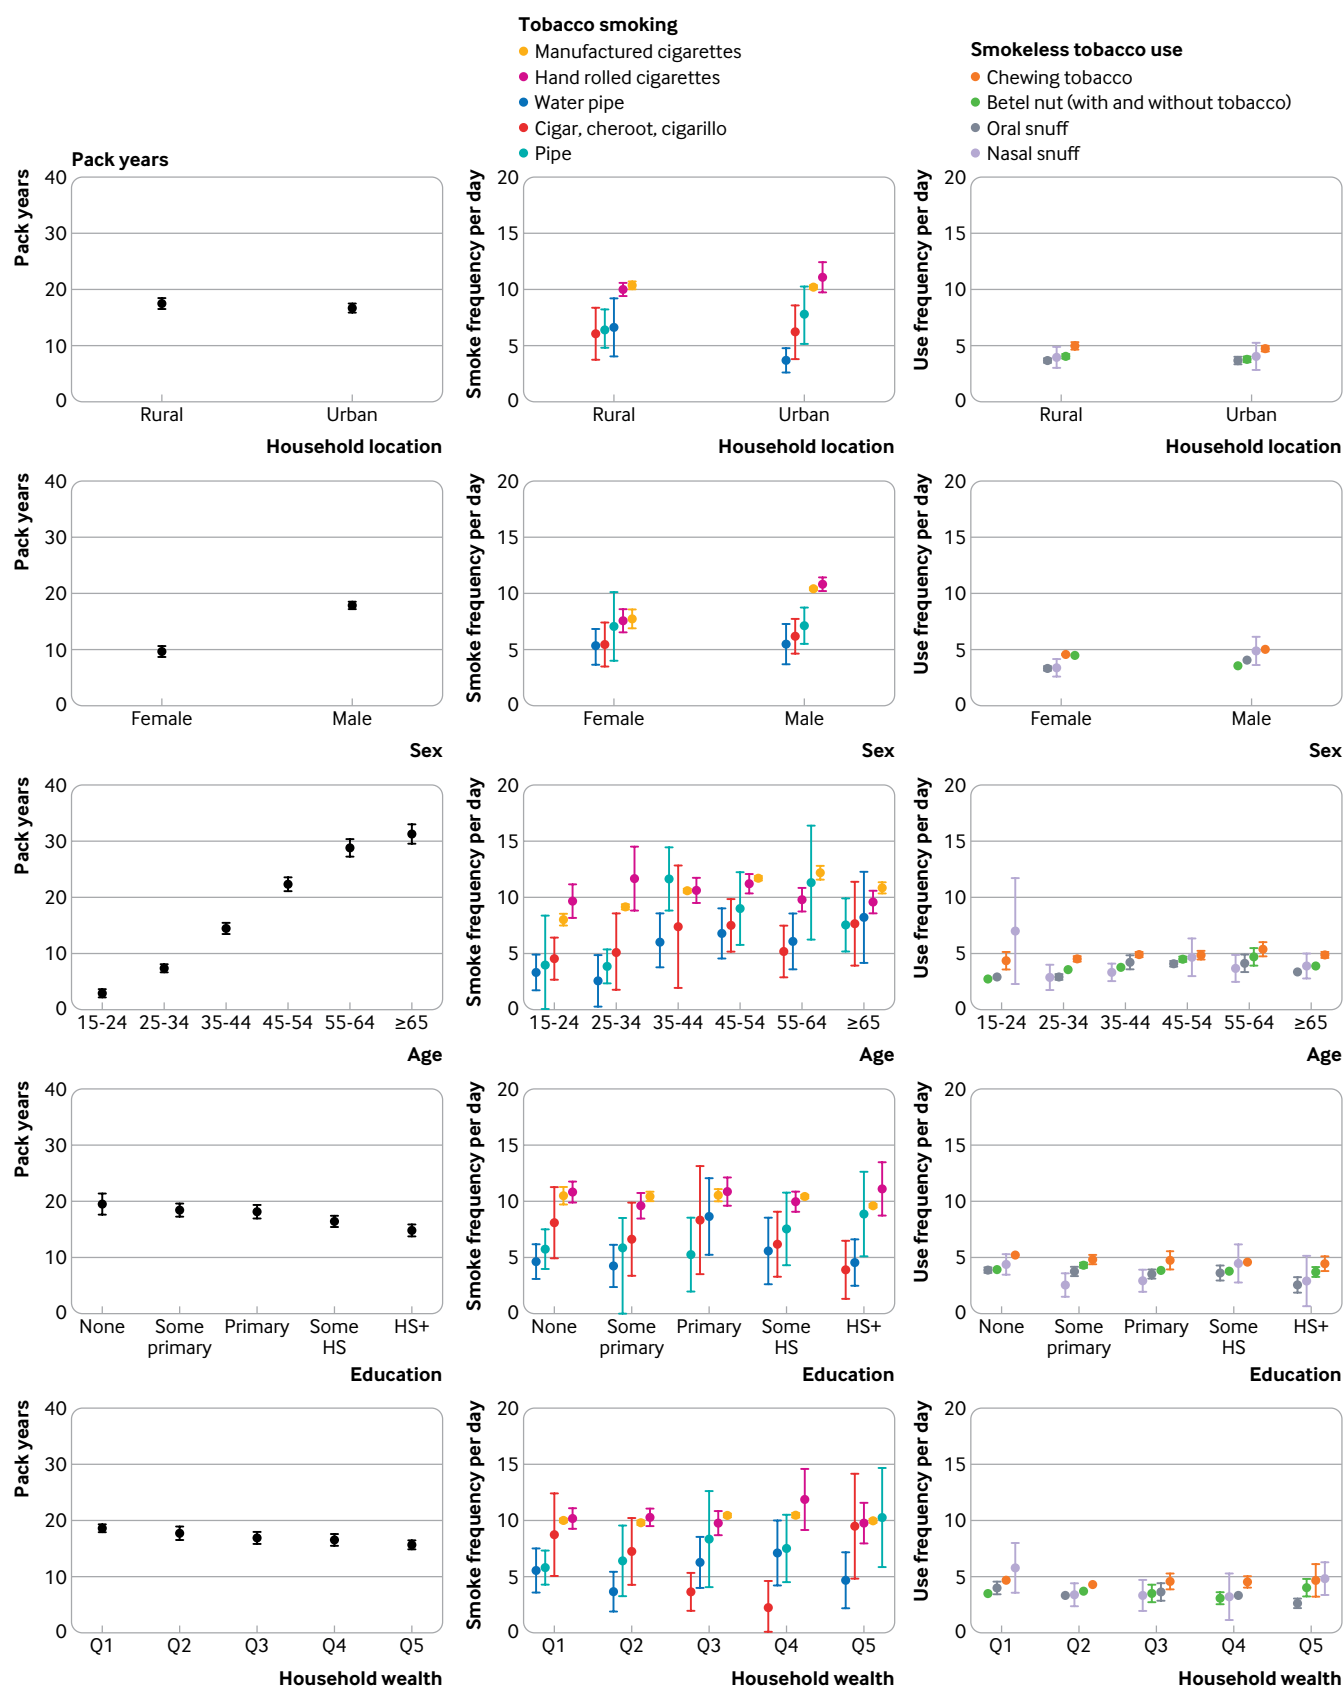 Tobacco smoking
Manufactured cigarettes
Hand rolled cigarettes
Water pipe
Cigar, cheroot, cigarillo
Pipe
Smokeless tobacco use
Chewing tobacco
Betel nut (with and without tobacco)
Oral snuff
Nasal snuff
Pack years
Pack years
40
30
20
10
0
Rural
Urban
Household location
Smoke frequency per day
20
15
10
5
0
Rural
Urban
Household location
Use frequency per day
20
15
10
5
0
Rural
Urban
Household location
Pack years
40
30
20
10
0
Female
Male
Sex
Smoke frequency per day
20
15
10
5
0
Female
Male
Sex
Use frequency per day
20
15
10
5
0
Female
Male
Sex
Pack years
40
30
20
10
0
15-24
25-34
35-44
45-54
55-64
≥65
Age
Smoke frequency per day
20
15
10
5
0
15-24
25-34
35-44
45-54
55-64
≥65
Age
Use frequency per day
20
15
10
5
0
15-24
25-34
35-44
45-54
55-64
≥65
Age
Pack years
40
30
20
10
0
None
Some
primary
Primary
Some
HS
HS+
Education
Smoke frequency per day
20
15
10
5
0
None
Some
primary
Primary
Some
HS
HS+
Education
Use frequency per day
20
15
10
5
0
None
Some
primary
Primary
Some
HS
HS+
Education
Pack years
40
30
20
10
0
Q1
Q2
Q3
Q4
Q5
Household wealth
Smoke frequency per day
20
15
10
5
0
Q1
Q2
Q3
Q4
Q5
Household wealth
Use frequency per day
20
15
10
5
0
Q1
Q2
Q3
Q4
Q5
Household wealth